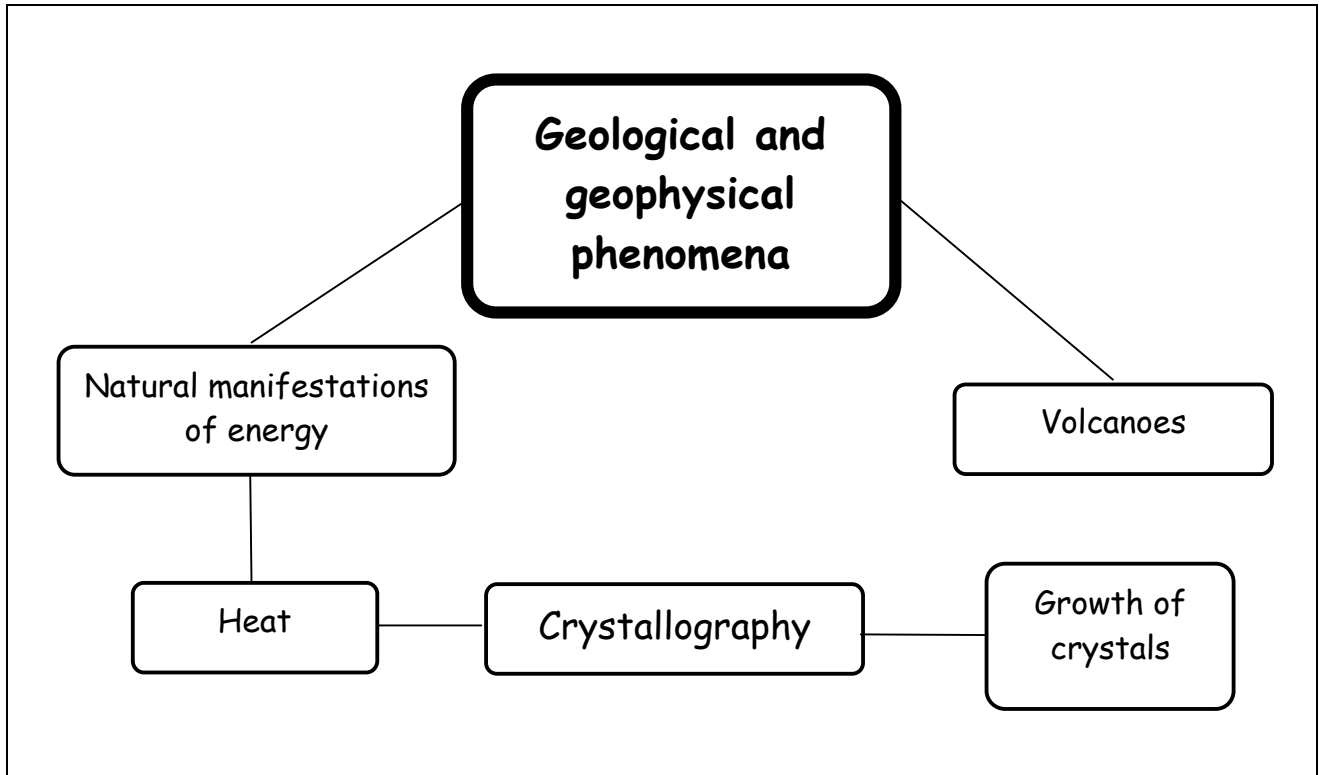 Geological and
geophysical
phenomena
Natural manifestations
of energy
Volcanoes
Heat
Crystallography
Growth of
crystals